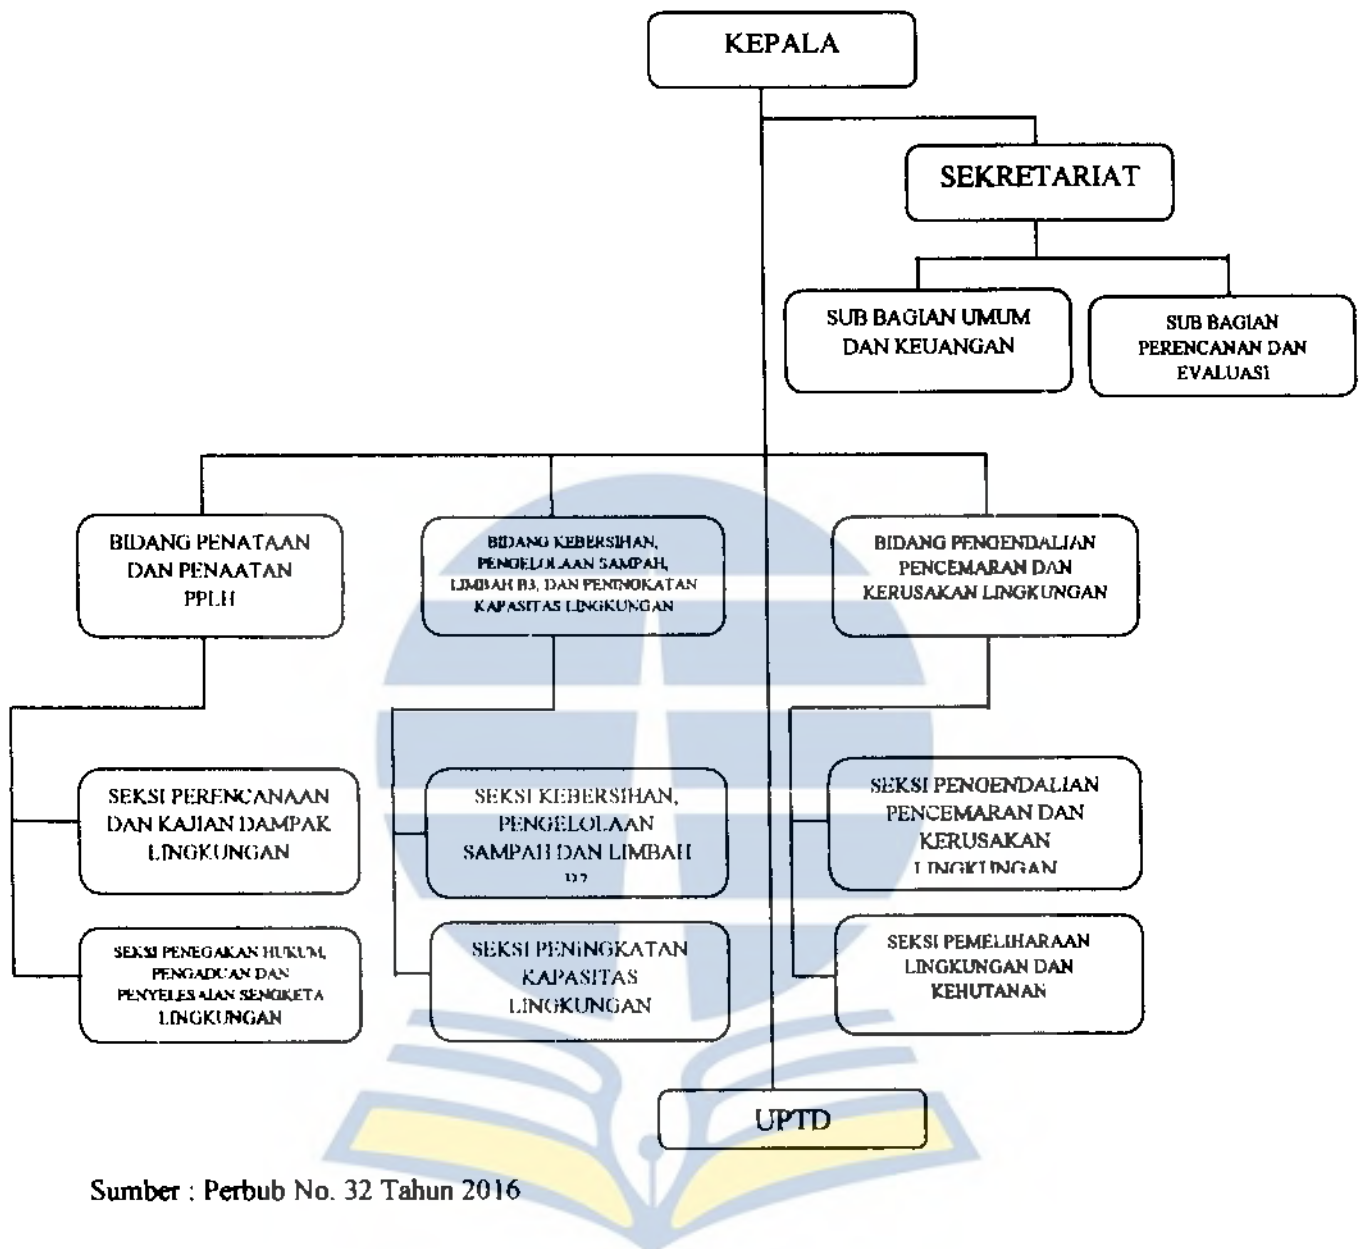 KEPALA
SEKRETARIAT
SUB BAGIAN UMUM
DAN KEUANGAN
SUB BAGIAN
PERENCANAN DAN
EVALUASI
BIDANG PENATAAN
DAN PENAATAN
PPLH
BIDANG KEBERSIHAN,
PENGELOLAAN SAMPAH,
LIMBAH B3, DAN PENINGKATAN
KAPASITAS LINGKUNGAN
BIDANG PENGENDALIAN
PENCEMARAN DAN
KERUSAKAN LINGKUNGAN
SEKSI PERENCANAAN
DAN KAJIAN DAMPAK
LINGKUNGAN
SEKSI KEBERSIHAN,
PENGELOLAAN
SAMPAH DAN LIMBAH
SEKSI PENGENDALIAN
PENCEMARAN DAN
KERUSAKAN
LINGKUNGAN
SEKSI PENEGAKAN HUKUM,
PENGADUAN DAN
PENYELESAIAN SENGKETA
LINGKUNGAN
SEKSI PENINGKATAN
KAPASITAS
LINGKUNGAN
SEKSI PEMELIHARAAN
LINGKUNGAN DAN
KEHUTANAN
UPTD
Sumber : Perbub No. 32 Tahun 2016